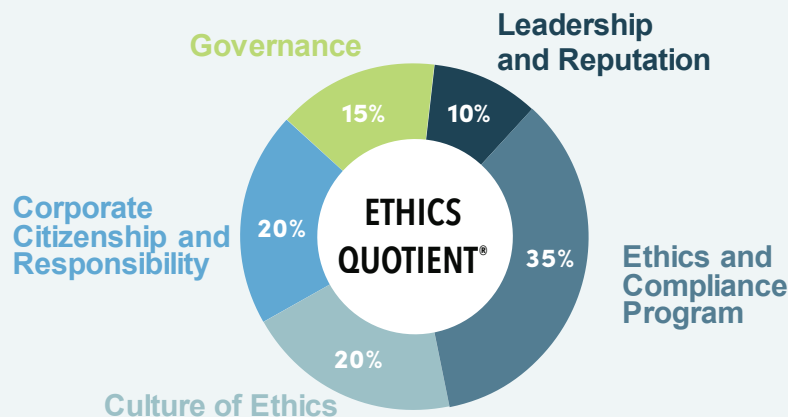 Governance
Leadership
and Reputation
15%
10%
Corporate
Citizenship and
Responsibility
20%
ETHICS
QUOTIENT®
35%
Ethics and
Compliance
Program
20%
Culture of Ethics